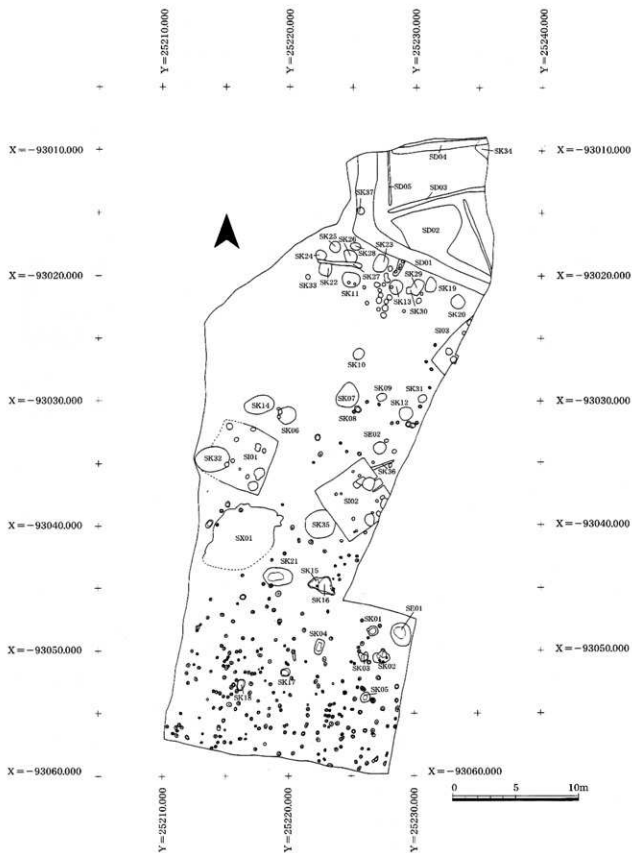 Y=25210.000
Y=25220.000
Y=25230.000
Y=25240.000
X=-93010.000
X=-93010.000
SK34
SD04
SD05
SD03
SK37
SD02
SK25
SK26
SK23
SK24
SK28
SD01
X=-93020.000
X=-93020.000
SK33
SK22
SK27
SK29
SK19
SK11
SK13
SK30
SK20
SI03
SK10
SK09
SK31
X=-93030.000
X=-93030.000
SK14
SK07
SK12
SK08
SK06
SE02
SK32
SI01
SK36
SI02
X=-93040.000
X=-93040.000
SX01
SK35
SK21
SK15
SK16
SE01
SK01
SK04
X=-93050.000
X=-93050.000
SK03
SK02
SK17
SK18
SK05
X=-93060.000
X=-93060.000
0 5 10m
Y=25210.000
Y=25220.000
Y=25230.000